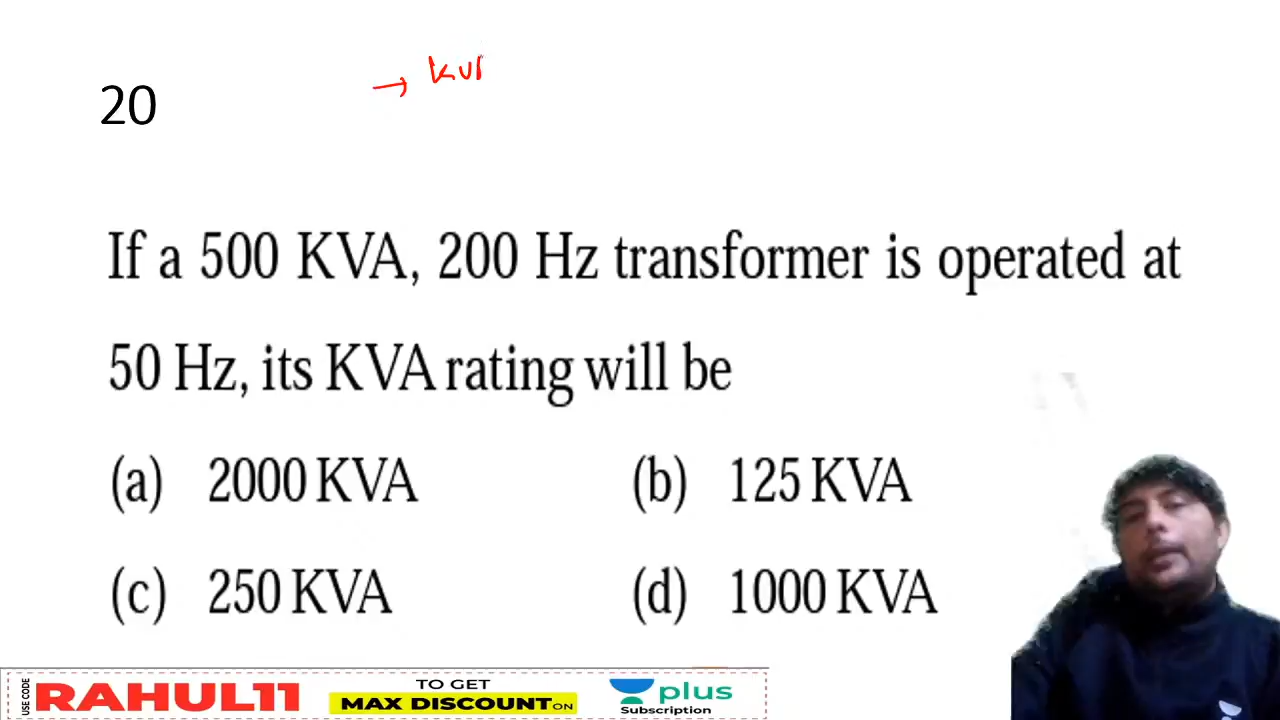 → KVA
20
If a 500 KVA, 200 Hz transformer is operated at
50 Hz, its KVA rating will be
(a) 2000 KVA (b) 125 KVA
(c) 250 KVA (d) 1000 KVA
USE CODE RAHUL11 TO GET MAX DISCOUNT ON plus Subscription